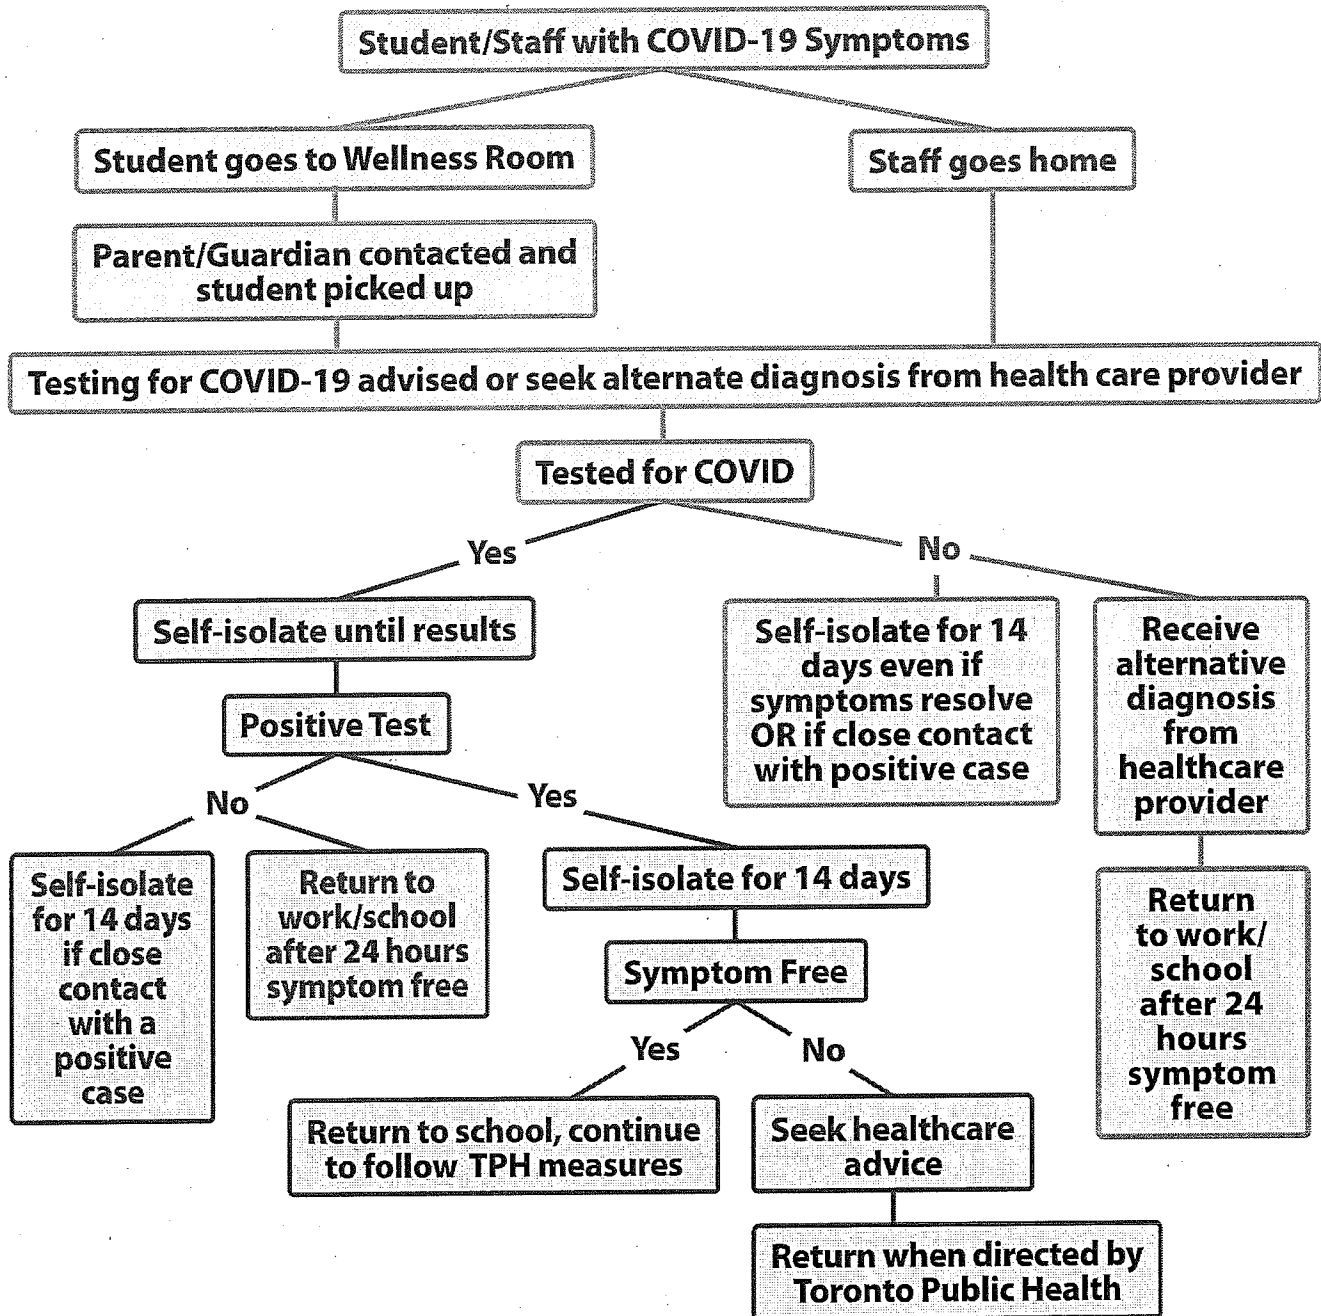 Student/Staff with COVID-19 Symptoms
Student goes to Wellness Room
Staff goes home
Parent/Guardian contacted and
student picked up
Testing for COVID-19 advised or seek alternate diagnosis from health care provider
Tested for COVID
Yes
No
Self-isolate until results
Positive Test
No
Yes
Self-isolate
for 14 days
if close
contact
with a
positive
case
Return to
work/school
after 24 hours
symptom free
Self-isolate for 14 days
Symptom Free
Yes
No
Return to school, continue
to follow TPH measures
Seek healthcare
advice
Return when directed by
Toronto Public Health
Self-isolate for 14
days even if
symptoms resolve
OR if close contact
with positive case
Receive
alternative
diagnosis
from
healthcare
provider
Return
to work/
school
after 24
hours
symptom
free